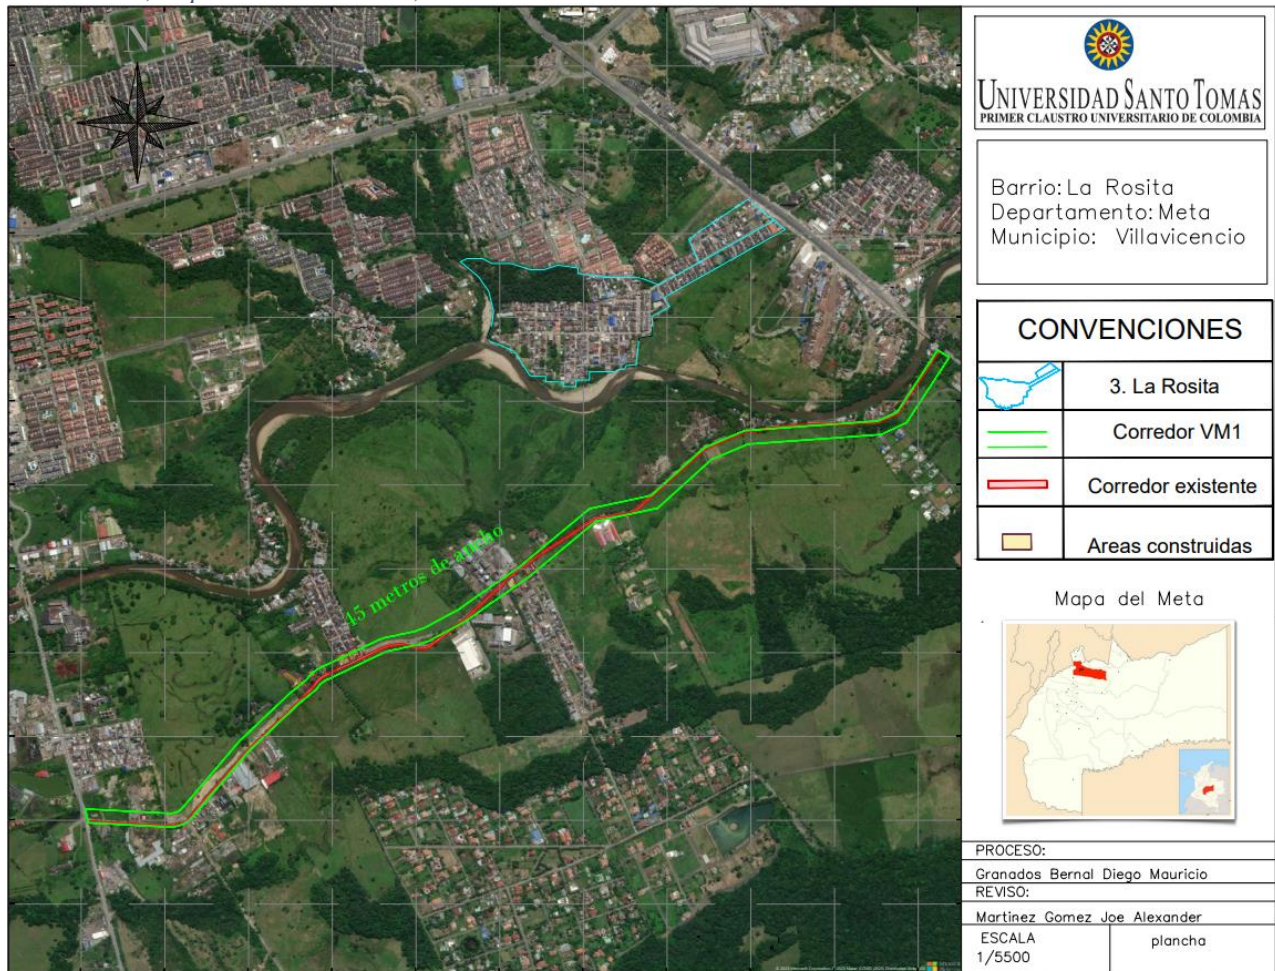 N
45 metros de ancho
UNIVERSIDAD SANTO TOMAS
PRIMER CLAUSTRO UNIVERSITARIO DE COLOMBIA
Barrio: La Rosita
Departamento: Meta
Municipio: Villavicencio
CONVENCIONES
3. La Rosita
Corredor VM1
Corredor existente
Areas construidas
Mapa del Meta
PROCESO:
Granados Bernal Diego Mauricio
REVISO:
Martinez Gomez Joe Alexander
ESCALA
1/5500
plancha